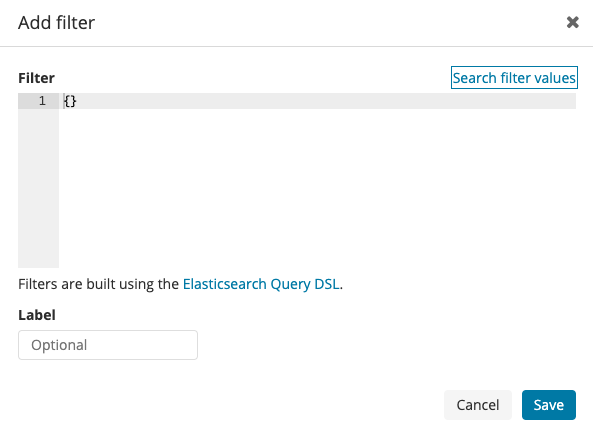 Add filter ✖
Filter Search filter values
1 {}
Filters are built using the Elasticsearch Query DSL.
Label
Optional
Cancel Save